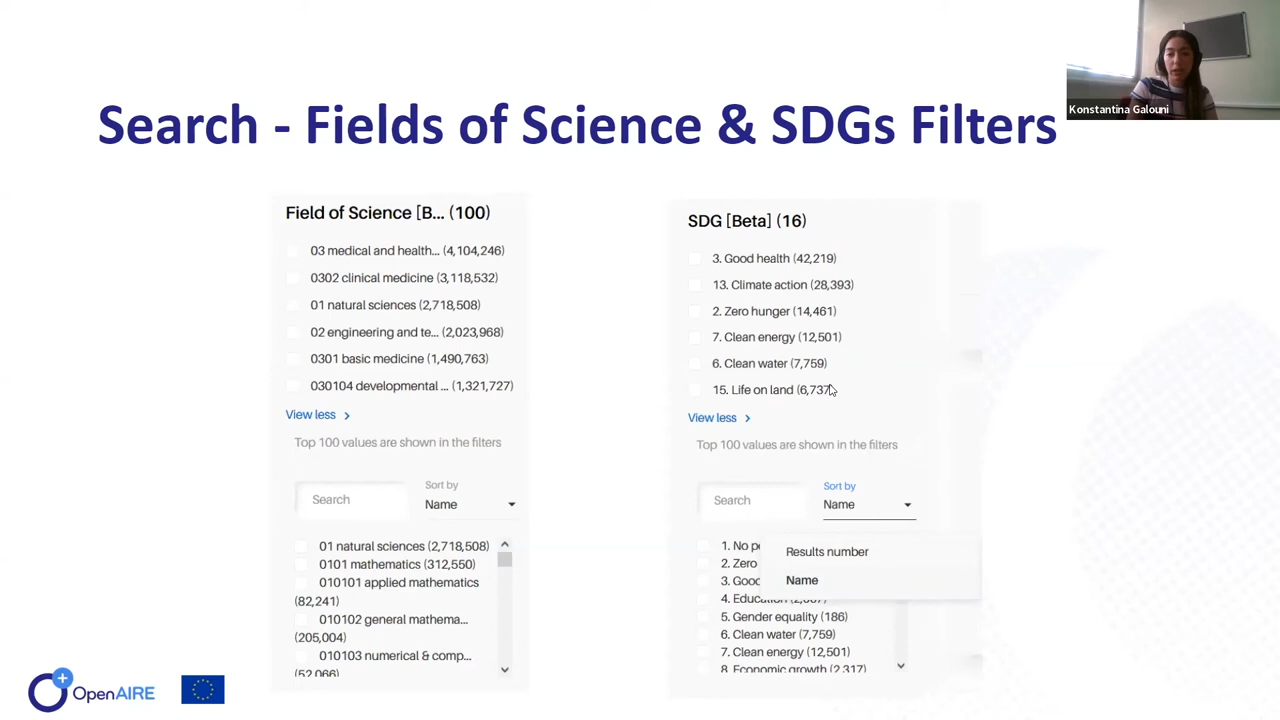 Konstantina Galouni
Search - Fields of Science & SDGs Filters
Field of Science [B... (100)
03 medical and health... (4,104,246)
0302 clinical medicine (3,118,532)
01 natural sciences (2,718,508)
02 engineering and te... (2,023,968)
0301 basic medicine (1,490,763)
030104 developmental ... (1,321,727)
View less
Top 100 values are shown in the filters
Search
Sort by
Name
01 natural sciences (2,718,508)
0101 mathematics (312,550)
010101 applied mathematics
(82,241)
010102 general mathema...
(205,004)
010103 numerical & comp...
(52,066)
SDG [Beta] (16)
3. Good health (42,219)
13. Climate action (28,393)
2. Zero hunger (14,461)
7. Clean energy (12,501)
6. Clean water (7,759)
15. Life on land (6,737
View less
Top 100 values are shown in the filters
Search
Sort by
Name
Results number
Name
1. No
2. Zero
3. Good
4.
5. Gender equality (186)
6. Clean water (7,759)
7. Clean energy (12,501)
8. Economic growth (2,317)
OpenAIRE